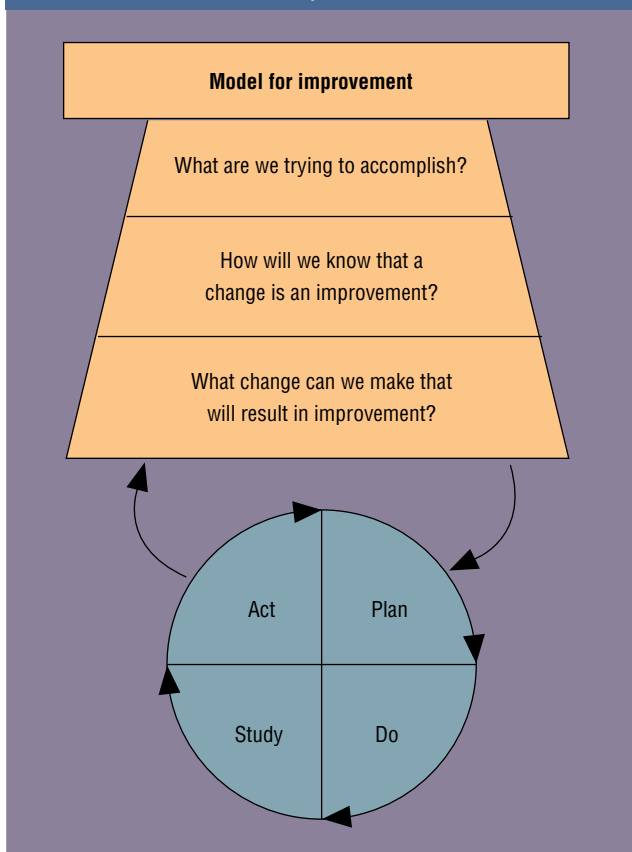 Model for improvement
What are we trying to accomplish?
How will we know that a
change is an improvement?
What change can we make that
will result in improvement?
Act
Plan
Study
Do